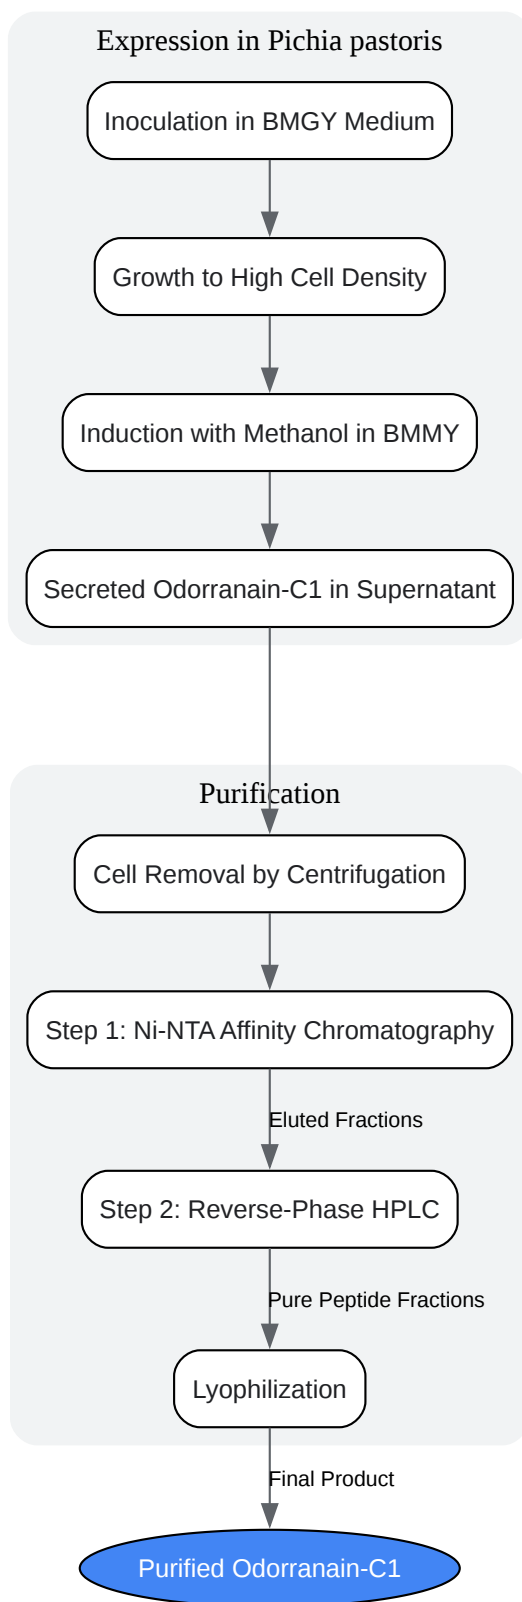 Expression in Pichia pastoris
Inoculation in BMGY Medium
Growth to High Cell Density
Induction with Methanol in BMMY
Secreted Odorranain-C1 in Supernatant
Purification
Cell Removal by Centrifugation
Step 1: Ni-NTA Affinity Chromatography
Eluted Fractions
Step 2: Reverse-Phase HPLC
Pure Peptide Fractions
Lyophilization
Final Product
Purified Odorranain-C1